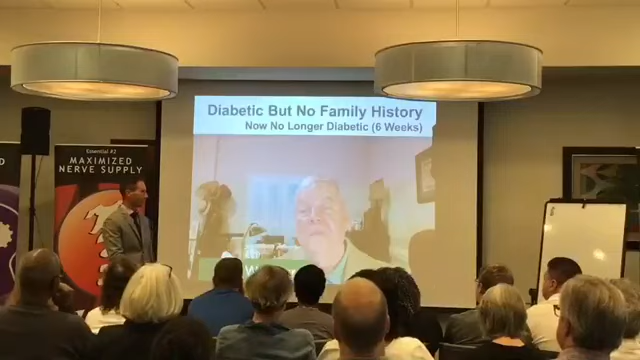 Diabetic But No Family History
Now No Longer Diabetic (6 Weeks)
Essential #2
MAXIMIZED
NERVE SUPPLY